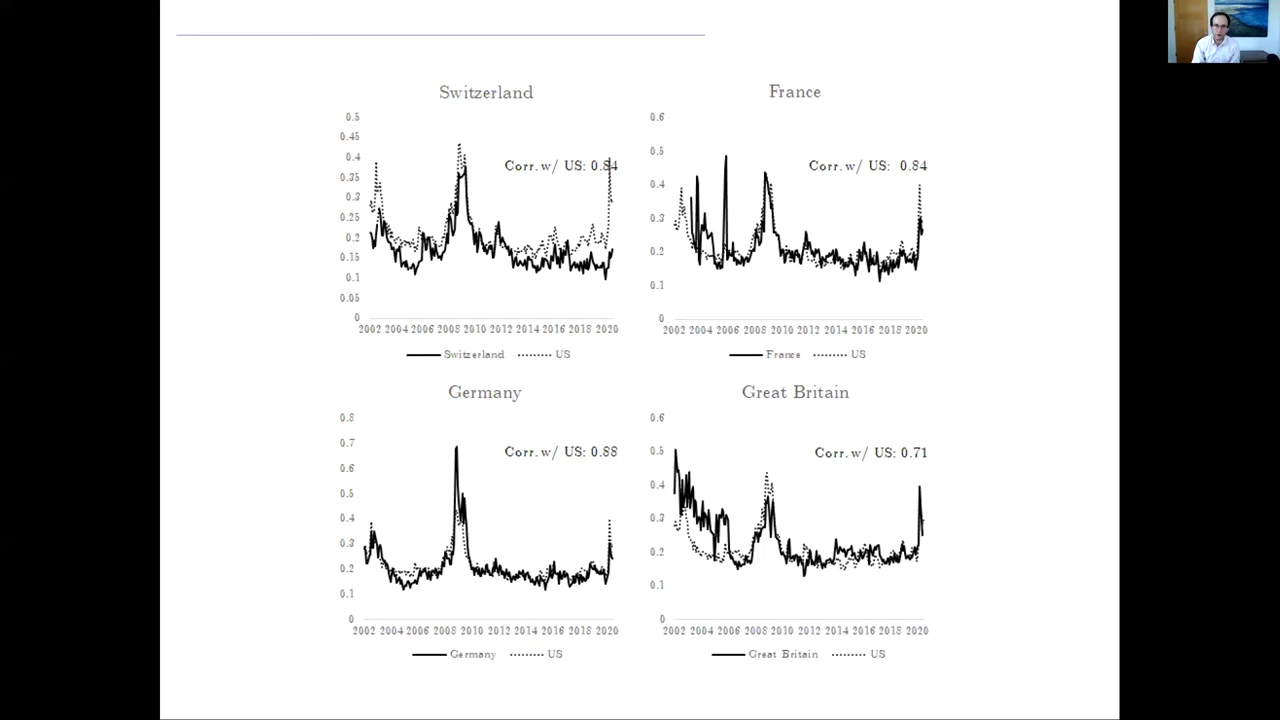 Switzerland
0.5
0.45
0.4
0.35
0.3
0.25
0.2
0.15
0.1
0.05
0
Corr. w/ US: 0.84
2002 2004 2006 2008 2010 2012 2014 2016 2018 2020
Switzerland US
France
0.6
0.5
0.4
0.3
0.2
0.1
0
Corr. w/ US: 0.84
2002 2004 2006 2008 2010 2012 2014 2016 2018 2020
France US
Germany
0.8
0.7
0.6
0.5
0.4
0.3
0.2
0.1
0
Corr. w/ US: 0.88
2002 2004 2006 2008 2010 2012 2014 2016 2018 2020
Germany US
Great Britain
0.6
0.5
0.4
0.3
0.2
0.1
0
Corr. w/ US: 0.71
2002 2004 2006 2008 2010 2012 2014 2016 2018 2020
Great Britain US